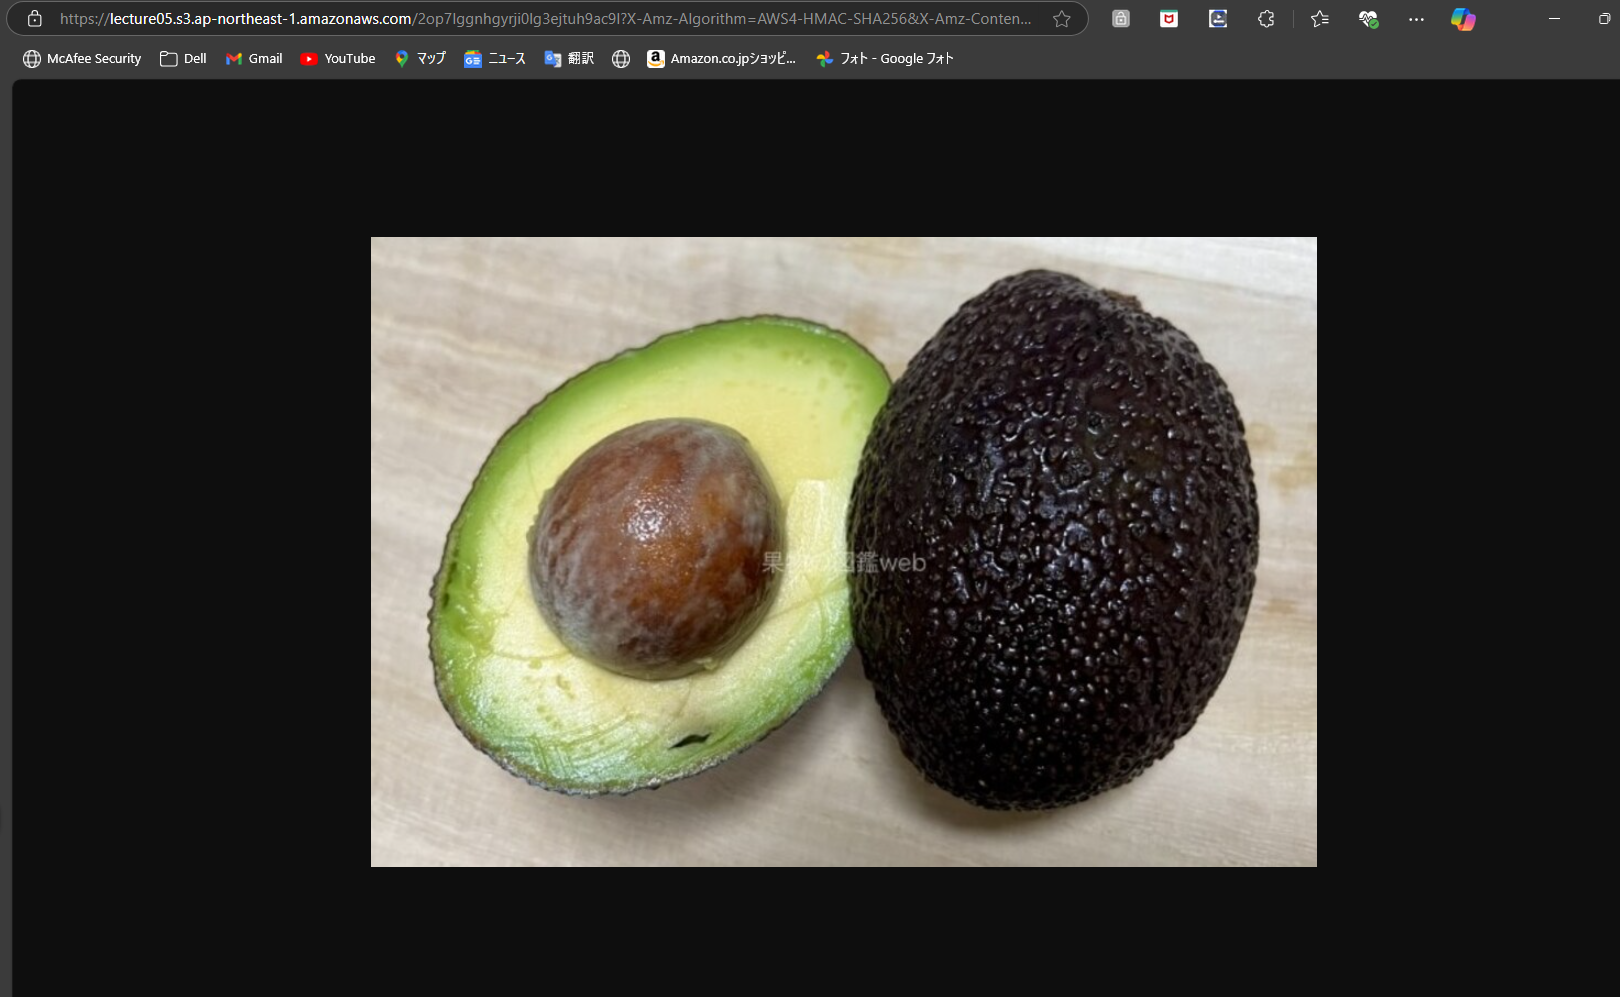 https://lecture05.s3.ap-northeast-1.amazonaws.com/2op7lggnhgyrji0lg3ejtuh9ac9l?X-Amz-Algorithm=AWS4-HMAC-SHA256&X-Amz-Conten...
McAfee Security Dell Gmail YouTube マップ ニュース 翻訳 Amazon.co.jpショッピ... フォト - Google フォト
果物の図鑑web